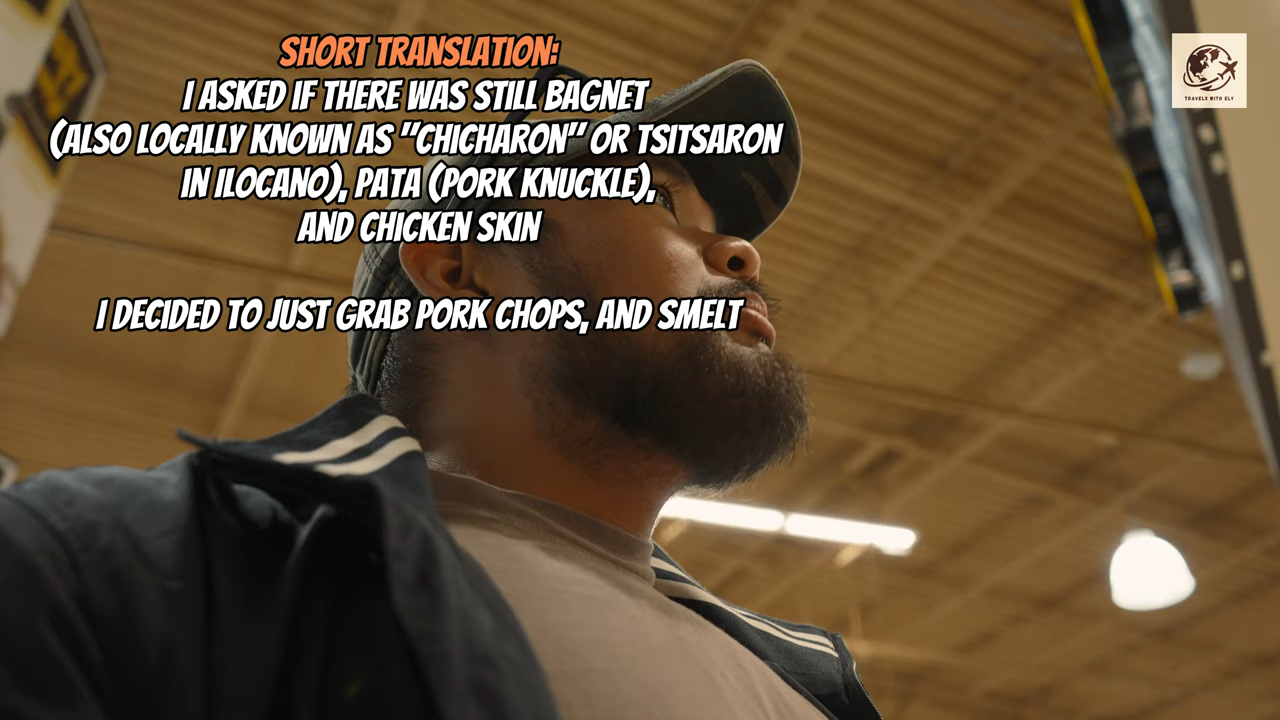 SHORT TRANSLATION:
I ASKED IF THERE WAS STILL BAGNET
(ALSO LOCALLY KNOWN AS "CHICHARON" OR TSITSARON
IN ILOCANO), PATA (PORK KNUCKLE),
AND CHICKEN SKIN
I DECIDED TO JUST GRAB PORK CHOPS, AND SMELT
TRAVELS WITH ELY